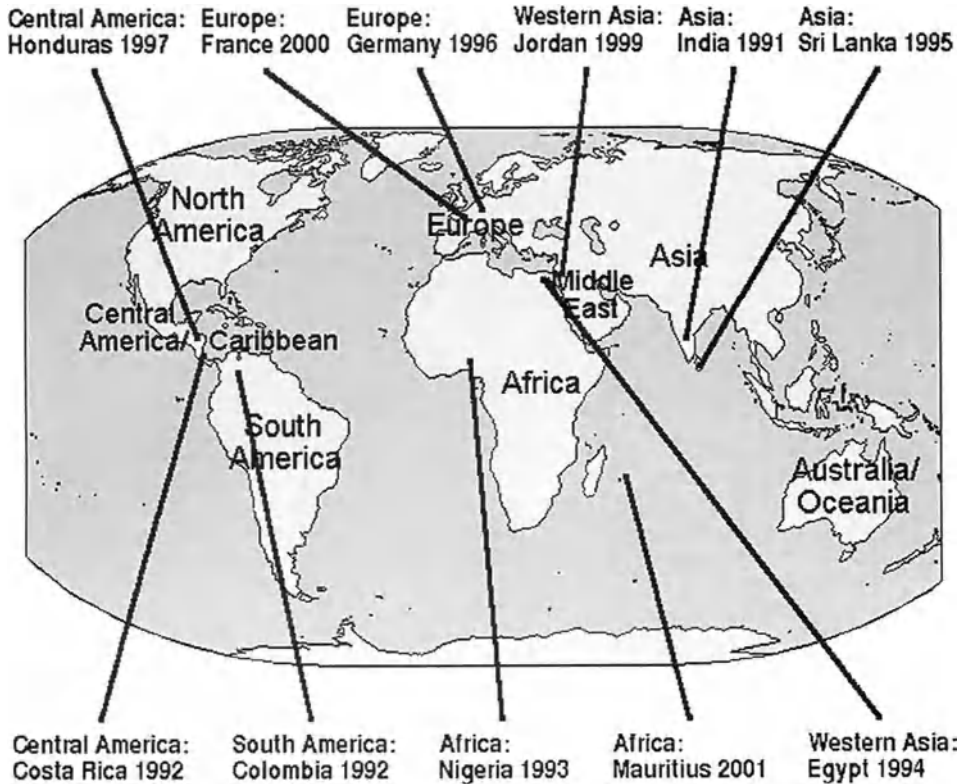 Central America:
Honduras 1997
Europe:
France 2000
Europe:
Germany 1996
Western Asia:
Jordan 1999
Asia:
India 1991
Asia:
Sri Lanka 1995
North
America
Europe
Asia
Middle
East
Central
America/ Caribbean
Africa
South
America
Australia/
Oceania
Central America:
Costa Rica 1992
South America:
Colombia 1992
Africa:
Nigeria 1993
Africa:
Mauritius 2001
Western Asia:
Egypt 1994